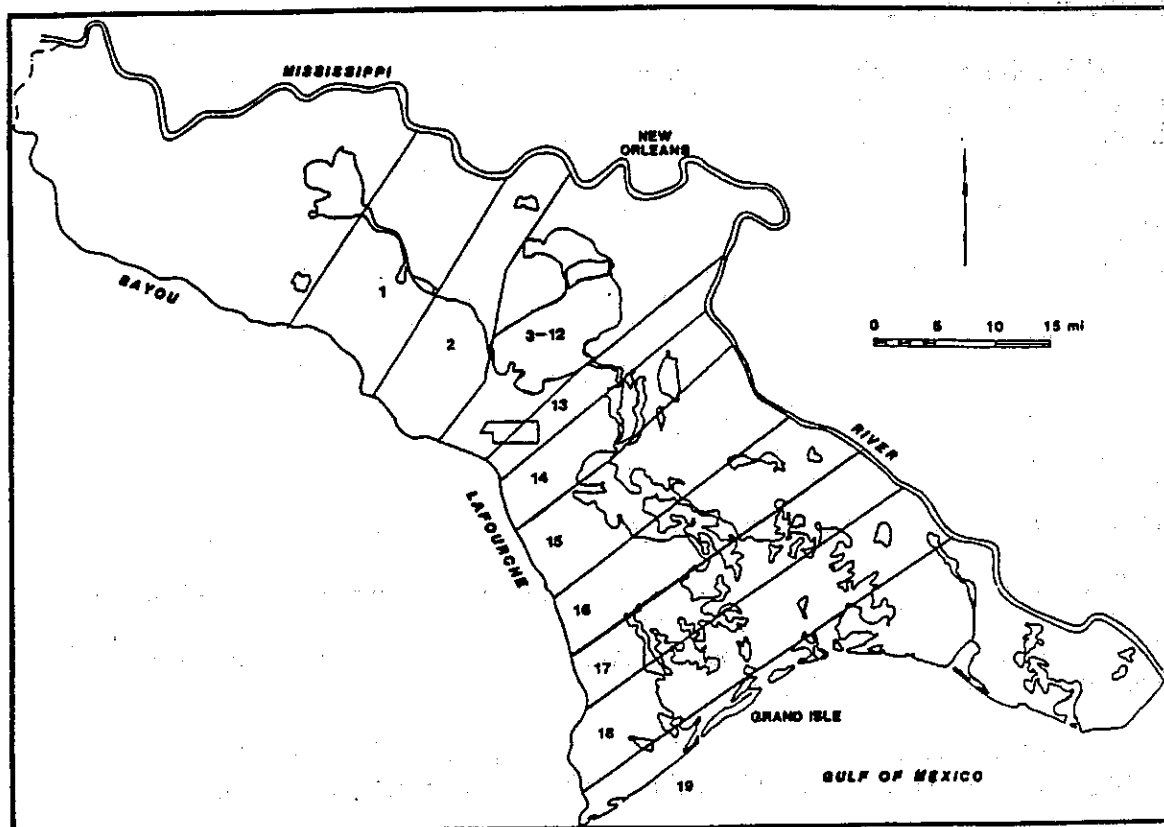 MISSISSIPPI
NEW
ORLEANS
BAYOU
1
0 5 10 15 mi
2
3-12
13
RIVER
14
LAFOURCHE
15
16
17
GRAND ISLE
18
GULF OF MEXICO
19